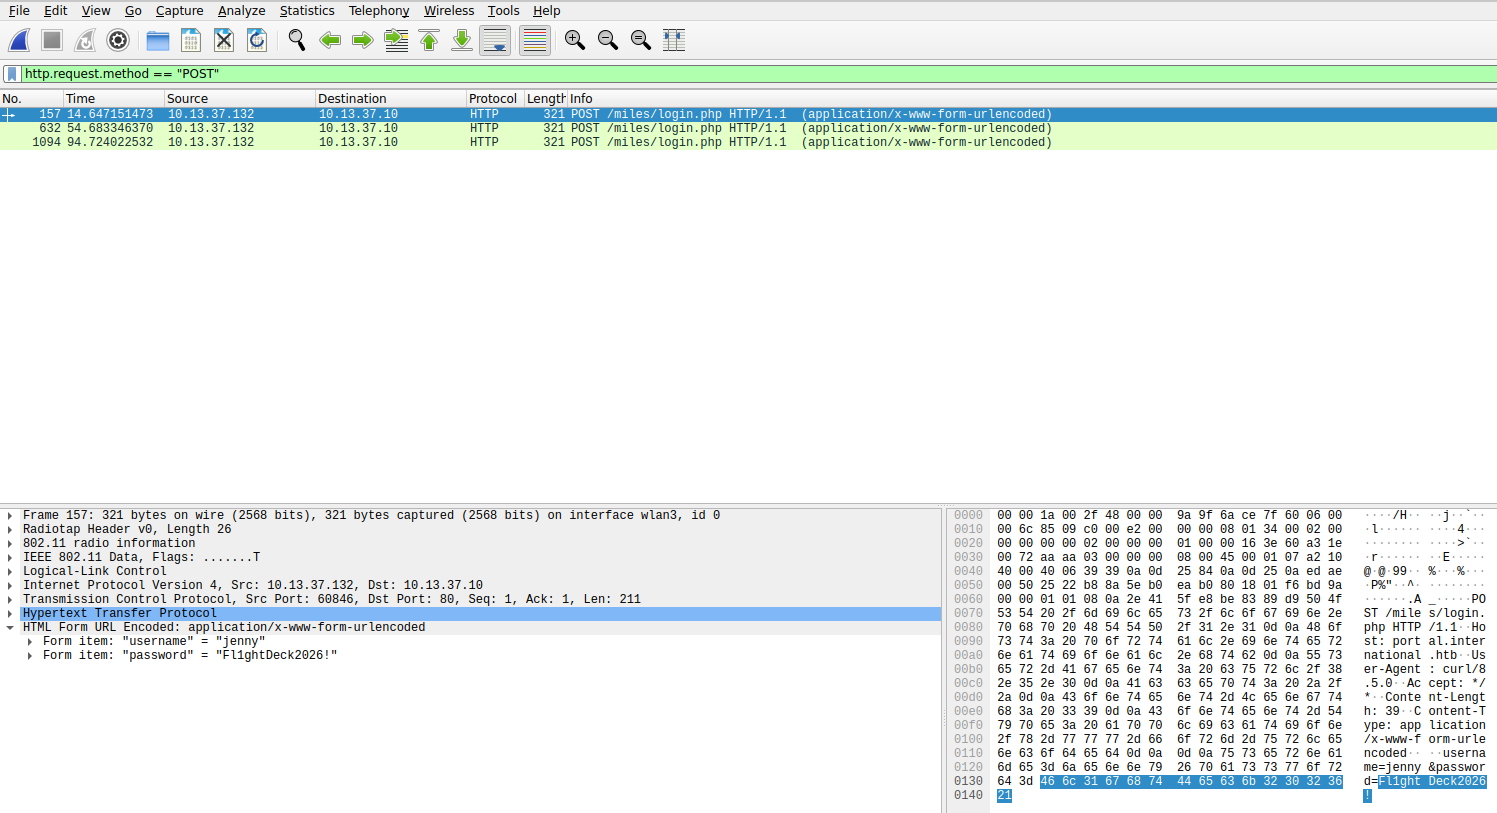 File Edit View Go Capture Analyze Statistics Telephony Wireless Tools Help
http.request.method == "POST"
No. Time Source Destination Protocol Length Info
157 14.647151473 10.13.37.132 10.13.37.10 HTTP 321 POST /miles/login.php HTTP/1.1 (application/x-www-form-urlencoded)
632 54.683346370 10.13.37.132 10.13.37.10 HTTP 321 POST /miles/login.php HTTP/1.1 (application/x-www-form-urlencoded)
1094 94.724022532 10.13.37.132 10.13.37.10 HTTP 321 POST /miles/login.php HTTP/1.1 (application/x-www-form-urlencoded)
Frame 157: 321 bytes on wire (2568 bits), 321 bytes captured (2568 bits) on interface wlan3, id 0
Radiotap Header v0, Length 26
802.11 radio information
IEEE 802.11 Data, Flags: .......T
Logical-Link Control
Internet Protocol Version 4, Src: 10.13.37.132, Dst: 10.13.37.10
Transmission Control Protocol, Src Port: 60846, Dst Port: 80, Seq: 1, Ack: 1, Len: 211
Hypertext Transfer Protocol
HTML Form URL Encoded: application/x-www-form-urlencoded
Form item: "username" = "jenny"
Form item: "password" = "Fl1ghtDeck2026!"
0000 00 00 1a 00 2f 48 00 00 9a 9f 6a ce 7f 60 06 00 ····/H·· ··j··`··
0010 00 6c 85 09 c0 00 e2 00 00 00 08 01 34 00 02 00 ·l······ ····4···
0020 00 00 00 00 02 00 00 00 01 00 00 16 3e 60 a3 1e ········ ····>`··
0030 00 72 aa aa 03 00 00 00 08 00 45 00 01 07 a2 10 ·r······ ··E·····
0040 40 00 40 06 39 39 0a 0d 25 84 0a 0d 25 0a ed ae @·@·99·· %···%···
0050 00 50 25 22 b8 8a 5e b0 ea b0 80 18 01 f6 bd 9a ·P%"··^· ········
0060 00 00 01 01 08 0a 2e 41 5f e8 be 83 89 d9 50 4f ······.A _·····PO
0070 53 54 20 2f 6d 69 6c 65 73 2f 6c 6f 67 69 6e 2e ST /mile s/login.
0080 70 68 70 20 48 54 54 50 2f 31 2e 31 0d 0a 48 6f php HTTP /1.1··Ho
0090 73 74 3a 20 70 6f 72 74 61 6c 2e 69 6e 74 65 72 st: port al.inter
00a0 6e 61 74 69 6f 6e 61 6c 2e 68 74 62 0d 0a 55 73 national .htb··Us
00b0 65 72 2d 41 67 65 6e 74 3a 20 63 75 72 6c 2f 38 er-Agent : curl/8
00c0 2e 35 2e 30 0d 0a 41 63 63 65 70 74 3a 20 2a 2f .5.0··Ac cept: */
00d0 2a 0d 0a 43 6f 6e 74 65 6e 74 2d 4c 65 6e 67 74 *··Conte nt-Lengt
00e0 68 3a 20 33 39 0d 0a 43 6f 6e 74 65 6e 74 2d 54 h: 39··C ontent-T
00f0 79 70 65 3a 20 61 70 70 6c 69 63 61 74 69 6f 6e ype: app lication
0100 2f 78 2d 77 77 77 2d 66 6f 72 6d 2d 75 72 6c 65 /x-www-f orm-urle
0110 6e 63 6f 64 65 64 0d 0a 0d 0a 75 73 65 72 6e 61 ncoded·· ··userna
0120 6d 65 3d 6a 65 6e 6e 79 26 70 61 73 73 77 6f 72 me=jenny &passwor
0130 64 3d 46 6c 31 67 68 74 44 65 63 6b 32 30 32 36 d=Fl1ght Deck2026
0140 21 !